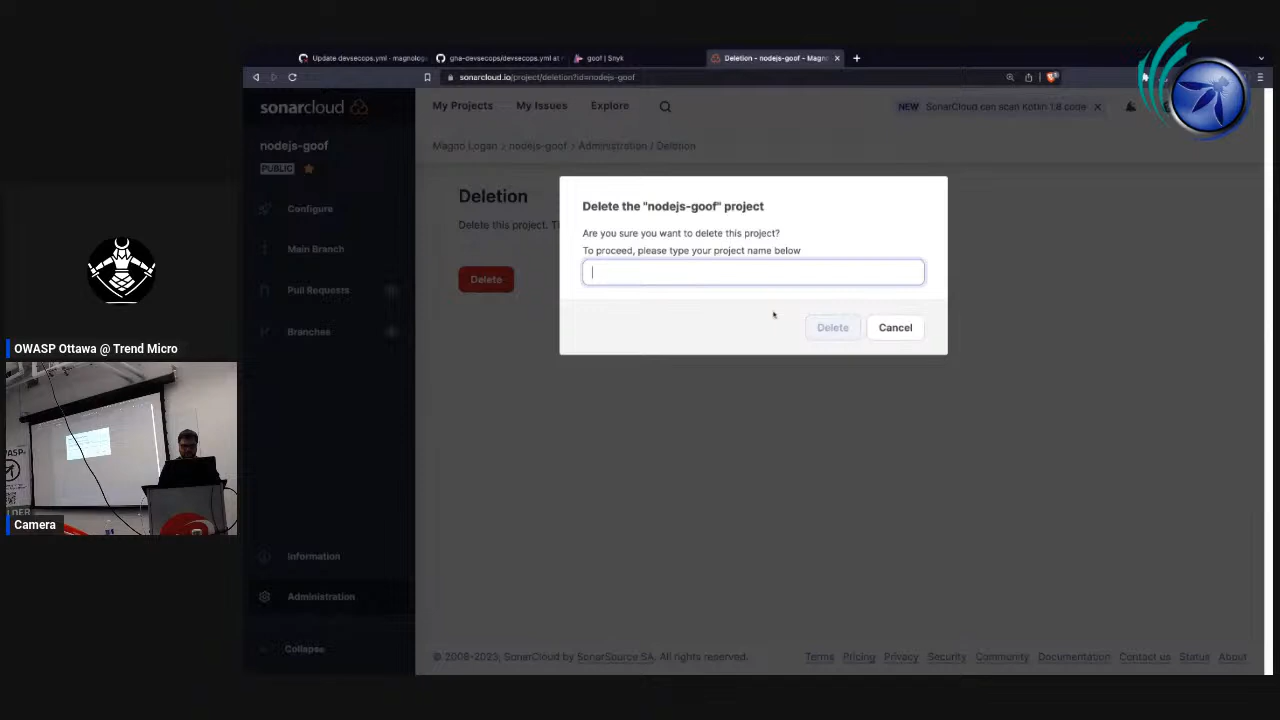 Update devsecops.yml · magnolog
gha-devsecops/devsecops.yml at
goof | Snyk
Deletion - nodejs-goof - Magn
sonarcloud.io/project/deletion?id=nodejs-goof
sonarcloud
My Projects
My Issues
Explore
NEW
SonarCloud can scan Kotlin 1.8 code
nodejs-goof
PUBLIC
Magno Logan > nodejs-goof > Administration / Deletion
Configure
Main Branch
Pull Requests
Branches
Information
Administration
Collapse
Deletion
Delete this project. T
Delete
Delete the "nodejs-goof" project
Are you sure you want to delete this project?
To proceed, please type your project name below
Delete
Cancel
© 2008-2023, SonarCloud by SonarSource SA. All rights reserved.
Terms
Pricing
Privacy
Security
Community
Documentation
Contact us
Status
About
OWASP Ottawa @ Trend Micro
Camera